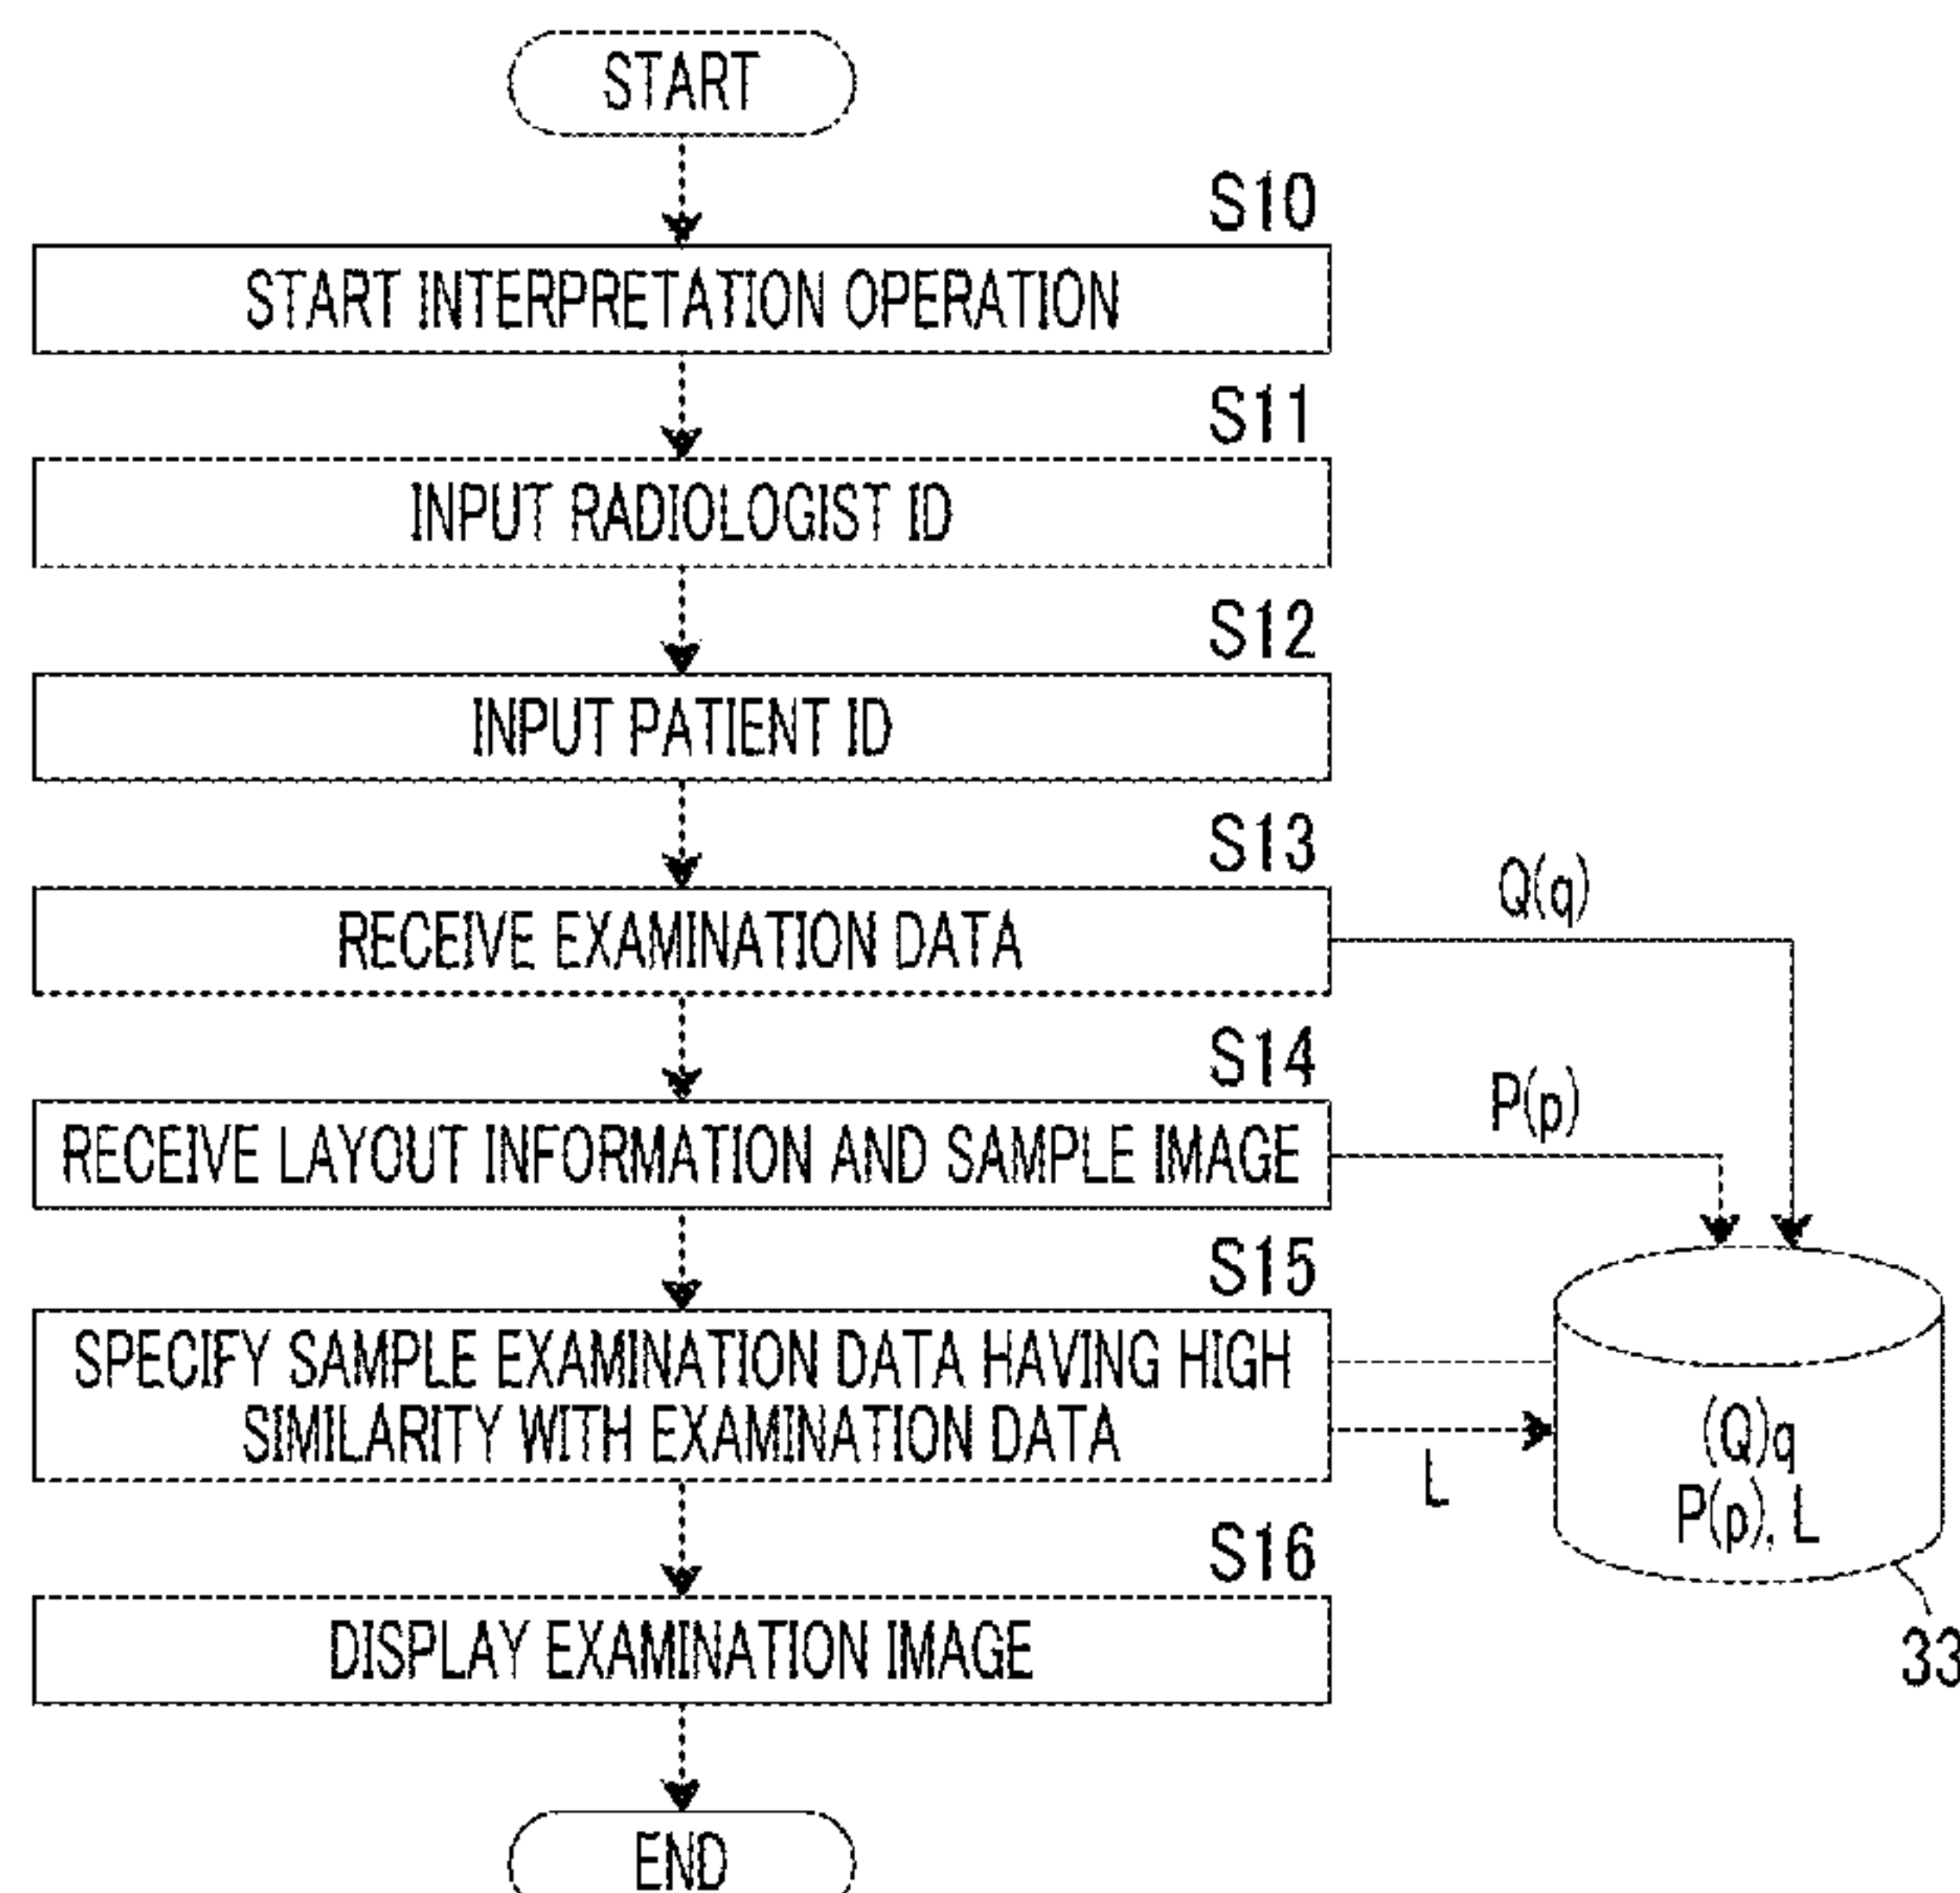 START
S10
START INTERPRETATION OPERATION
S11
INPUT RADIOLOGIST ID
S12
INPUT PATIENT ID
S13
RECEIVE EXAMINATION DATA
Q(q)
S14
RECEIVE LAYOUT INFORMATION AND SAMPLE IMAGE
P(p)
S15
SPECIFY SAMPLE EXAMINATION DATA HAVING HIGH
SIMILARITY WITH EXAMINATION DATA
L
(Q)q
P(p), L
33
S16
DISPLAY EXAMINATION IMAGE
END